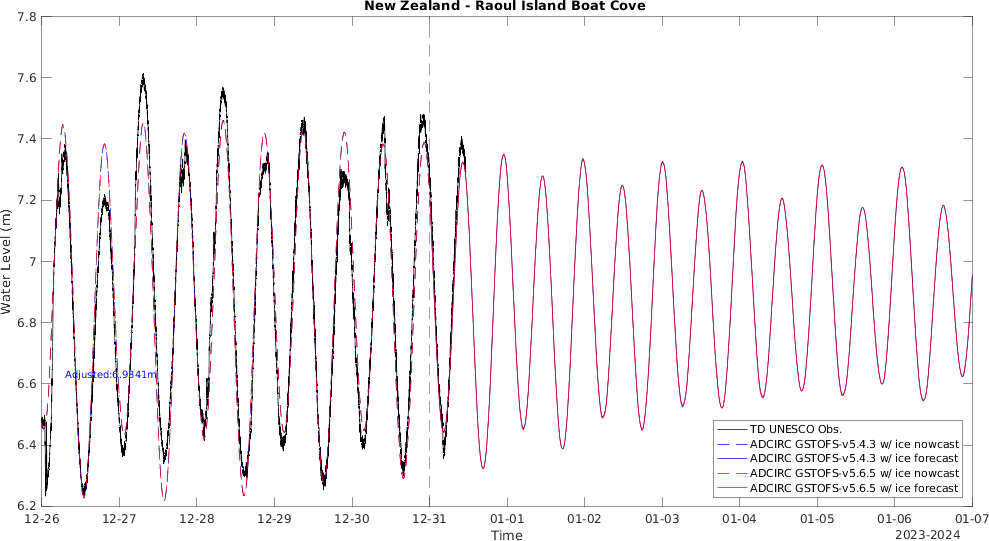 New Zealand - Raoul Island Boat Cove
7.8
7.6
7.4
7.2
7
6.8
6.6
6.4
6.2
Water Level (m)
Adjusted:6.9341m
TD UNESCO Obs.
ADCIRC GSTOFS-v5.4.3 w/ ice nowcast
ADCIRC GSTOFS-v5.4.3 w/ ice forecast
ADCIRC GSTOFS-v5.6.5 w/ ice nowcast
ADCIRC GSTOFS-v5.6.5 w/ ice forecast
12-26 12-27 12-28 12-29 12-30 12-31 01-01 01-02 01-03 01-04 01-05 01-06 01-07
Time
2023-2024